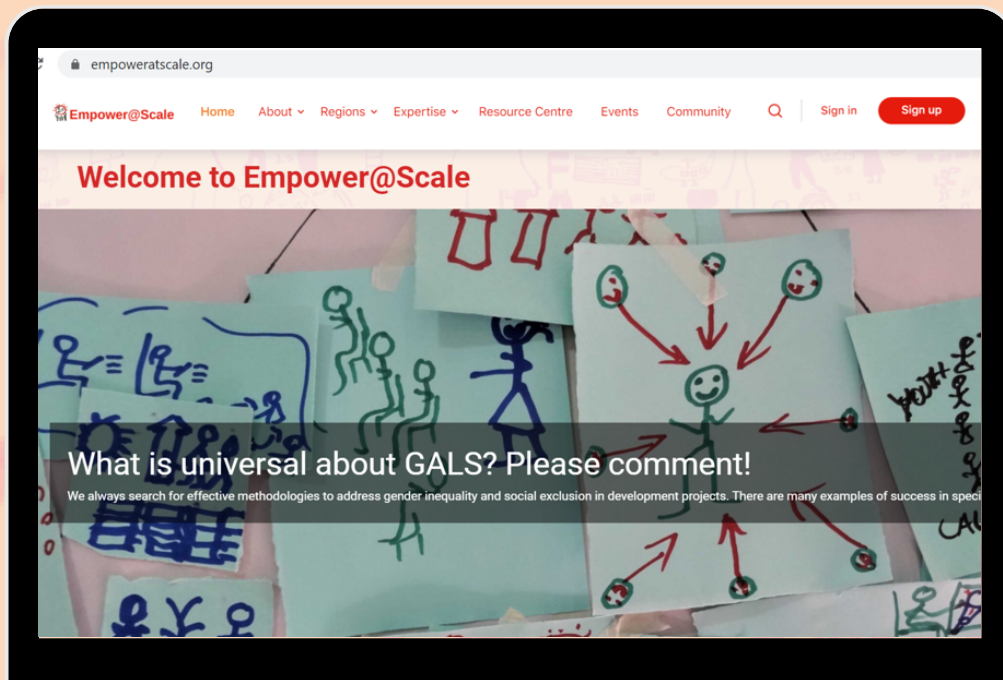 empoweratscale.org
Empower@Scale Home About Regions Expertise Resource Centre Events Community Sign in Sign up
Welcome to Empower@Scale
What is universal about GALS? Please comment!
We always search for effective methodologies to address gender inequality and social exclusion in development projects. There are many examples of success in speci
youth+
CAL